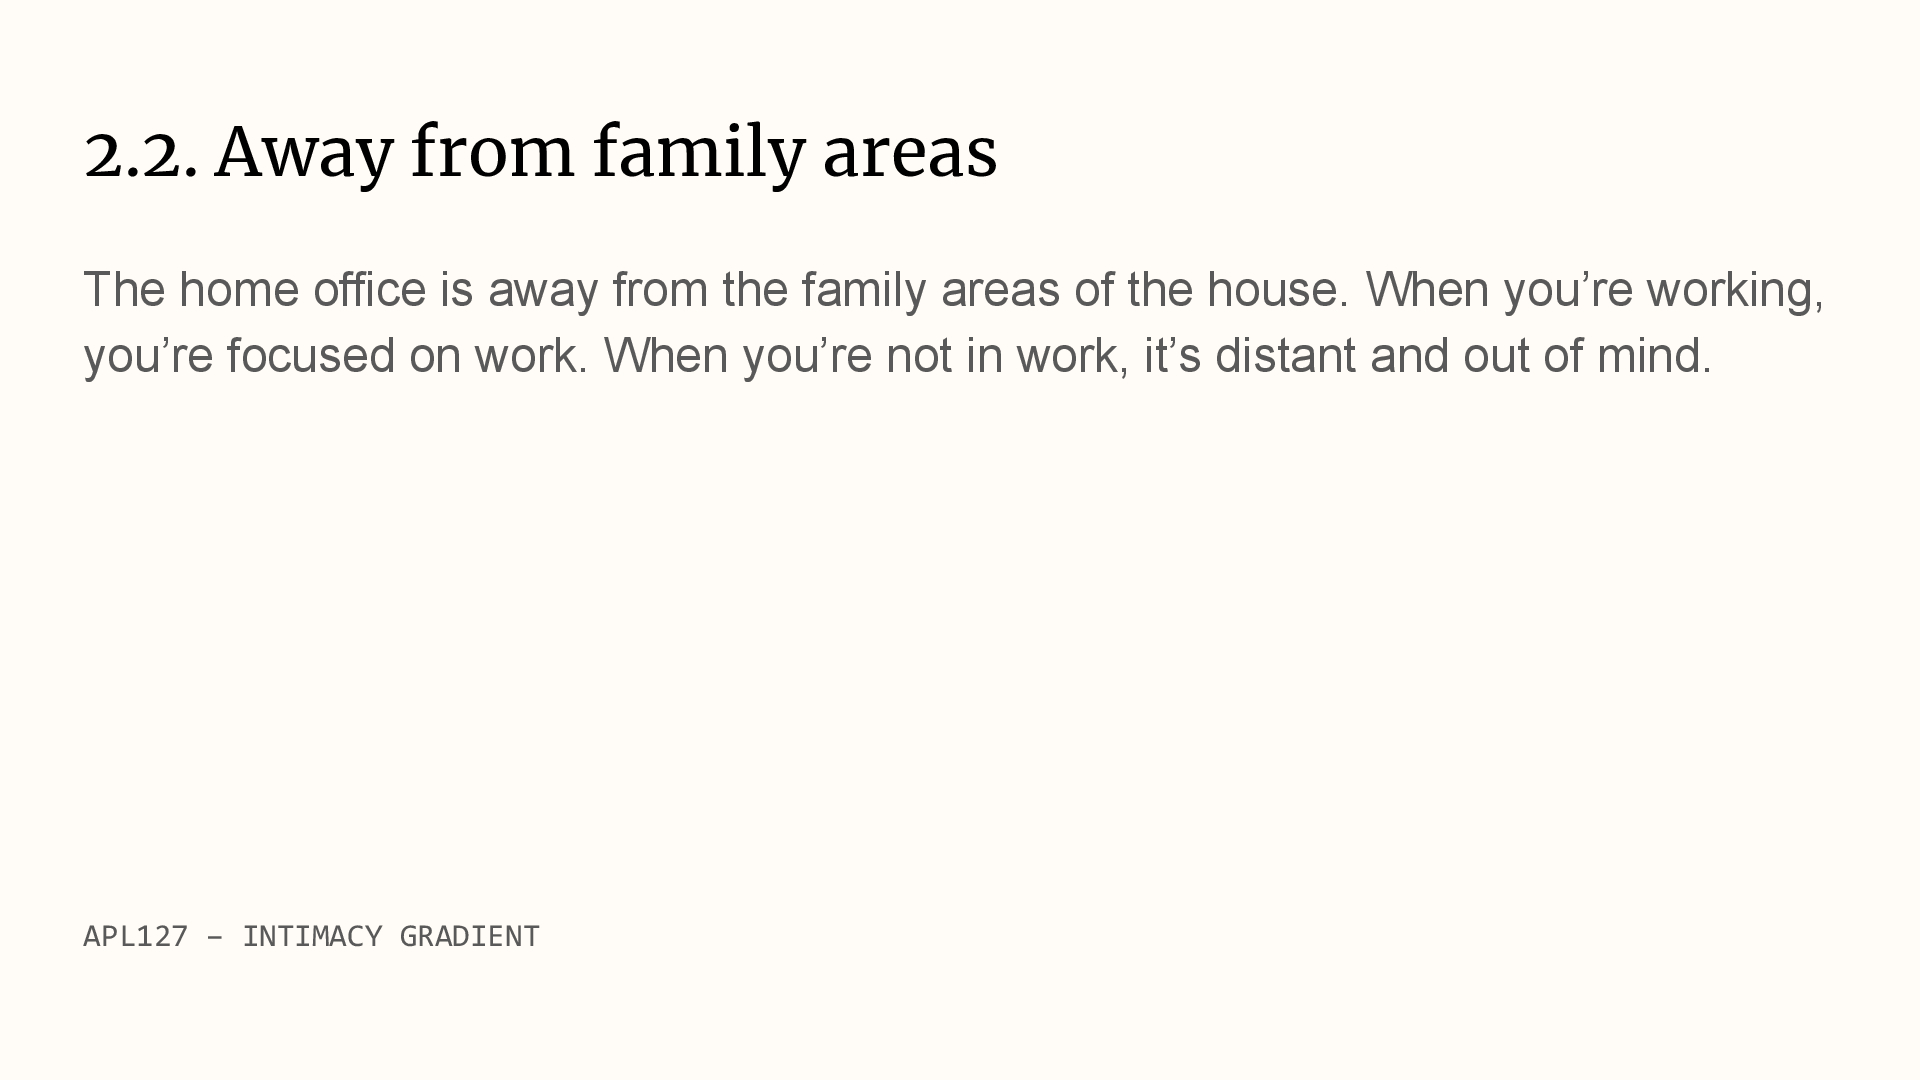 2.2. Away from family areas
The home office is away from the family areas of the house. When you’re working,
you’re focused on work. When you’re not in work, it’s distant and out of mind.
APL127 – INTIMACY GRADIENT